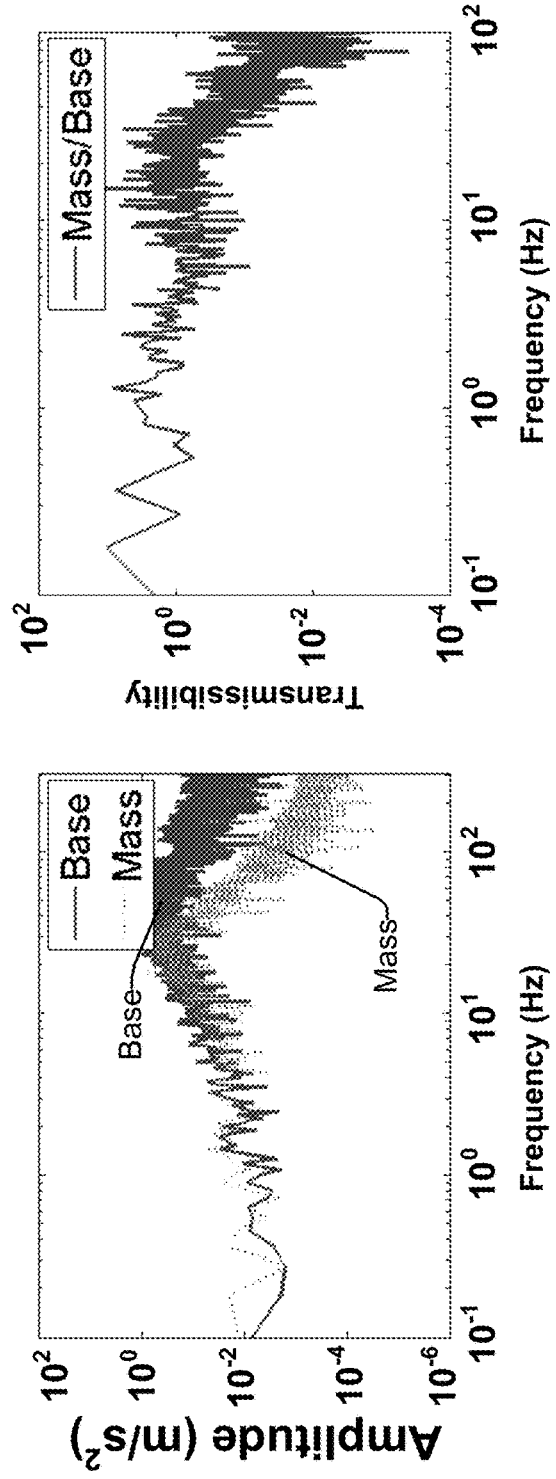 Amplitude (m/s²)
10²
10⁰
10⁻²
10⁻⁴
10⁻⁶
Base
Mass
Base
Mass
10⁻¹
10⁰
10¹
10²
Frequency (Hz)
Transmissibility
10²
10⁰
10⁻²
10⁻⁴
Mass/Base
10⁻¹
10⁰
10¹
10²
Frequency (Hz)